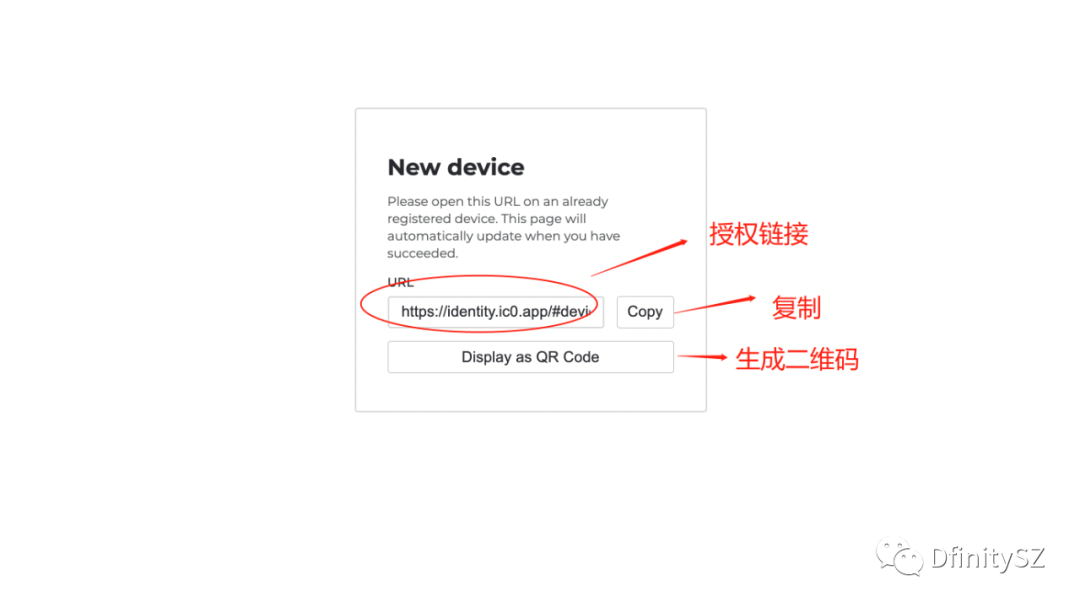 New device
Please open this URL on an already
registered device. This page will
automatically update when you have
succeeded.
授权链接
URL
https://identity.ic0.app/#devi
Copy
复制
Display as QR Code
生成二维码
DfinitySZ